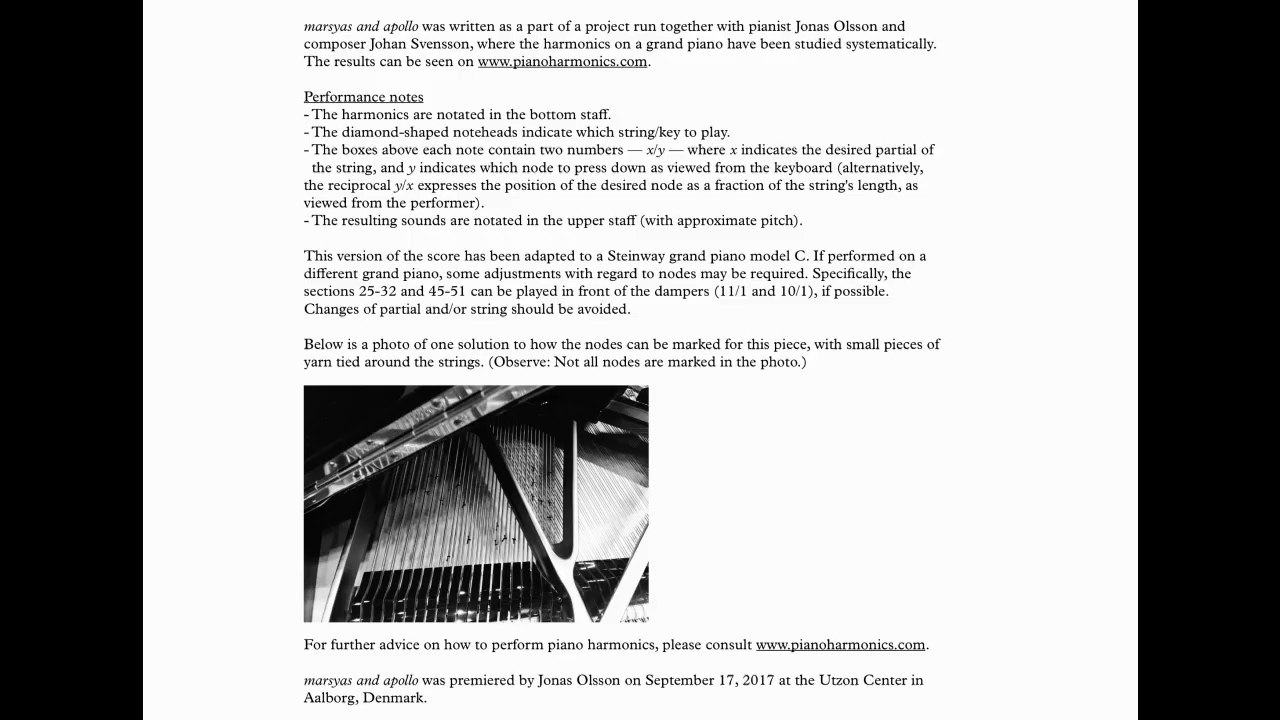 marsyas and apollo was written as a part of a project run together with pianist Jonas Olsson and
composer Johan Svensson, where the harmonics on a grand piano have been studied systematically.
The results can be seen on www.pianoharmonics.com.
Performance notes
- The harmonics are notated in the bottom staff.
- The diamond-shaped noteheads indicate which string/key to play.
- The boxes above each note contain two numbers — x/y — where x indicates the desired partial of
the string, and y indicates which node to press down as viewed from the keyboard (alternatively,
the reciprocal y/x expresses the position of the desired node as a fraction of the string's length, as
viewed from the performer).
- The resulting sounds are notated in the upper staff (with approximate pitch).
This version of the score has been adapted to a Steinway grand piano model C. If performed on a
different grand piano, some adjustments with regard to nodes may be required. Specifically, the
sections 25-32 and 45-51 can be played in front of the dampers (11/1 and 10/1), if possible.
Changes of partial and/or string should be avoided.
Below is a photo of one solution to how the nodes can be marked for this piece, with small pieces of
yarn tied around the strings. (Observe: Not all nodes are marked in the photo.)
For further advice on how to perform piano harmonics, please consult www.pianoharmonics.com.
marsyas and apollo was premiered by Jonas Olsson on September 17, 2017 at the Utzon Center in
Aalborg, Denmark.